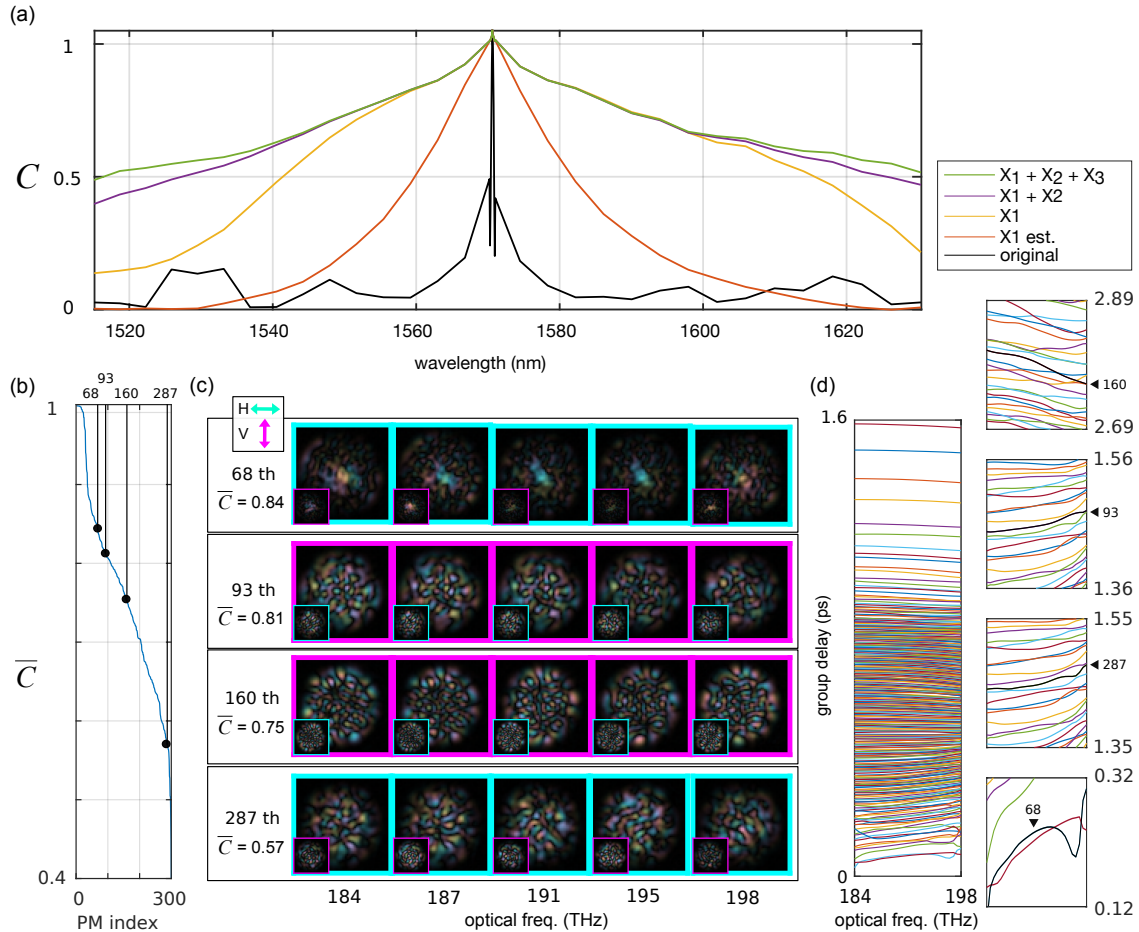 (a)
1
0.5
0
C
1520
1540
1560
1580
1600
1620
wavelength (nm)
X1 + X2 + X3
X1 + X2
X1
X1 est.
original
(b)
93
68
160
287
1
C
0.4
0
300
PM index
(c)
H
V
68 th
C = 0.84
93 th
C = 0.81
160 th
C = 0.75
287 th
C = 0.57
184
187
191
195
198
optical freq. (THz)
(d)
1.6
group delay (ps)
0
184
198
optical freq. (THz)
2.89
160
2.69
1.56
93
1.36
1.55
287
1.35
0.32
68
0.12